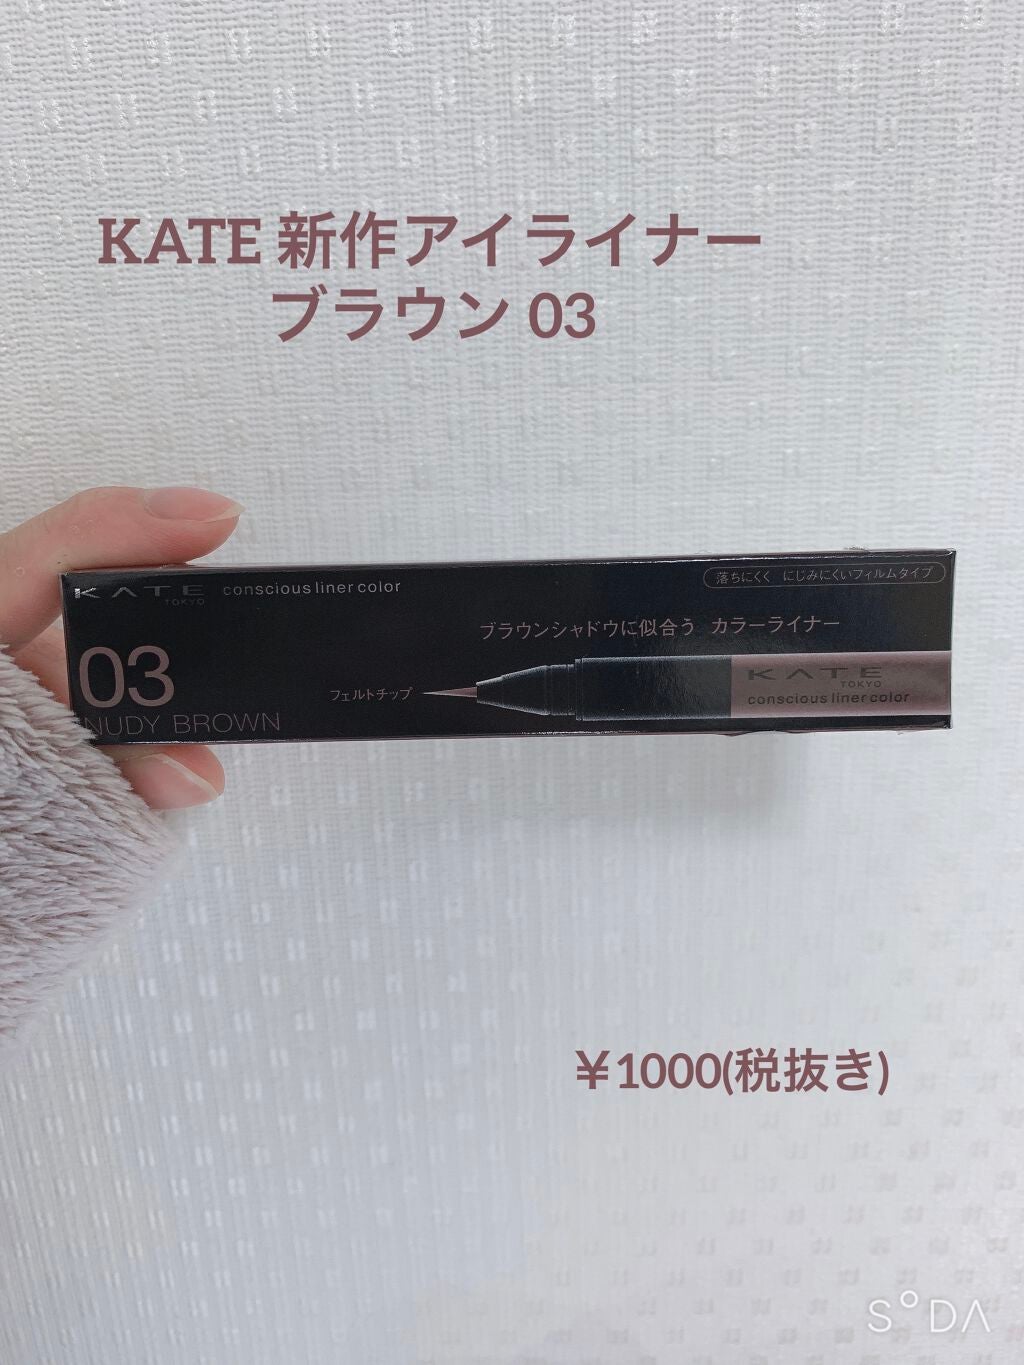 KATE 新作アイライナー
ブラウン 03
KATE
TOKYO
conscious liner color
落ちにくく にじみにくいフィルムタイプ
ブラウンシャドウに似合う カラーライナー
03
NUDY BROWN
フェルトチップ
KATE
TOKYO
conscious liner color
￥1000(税抜き)
SODA